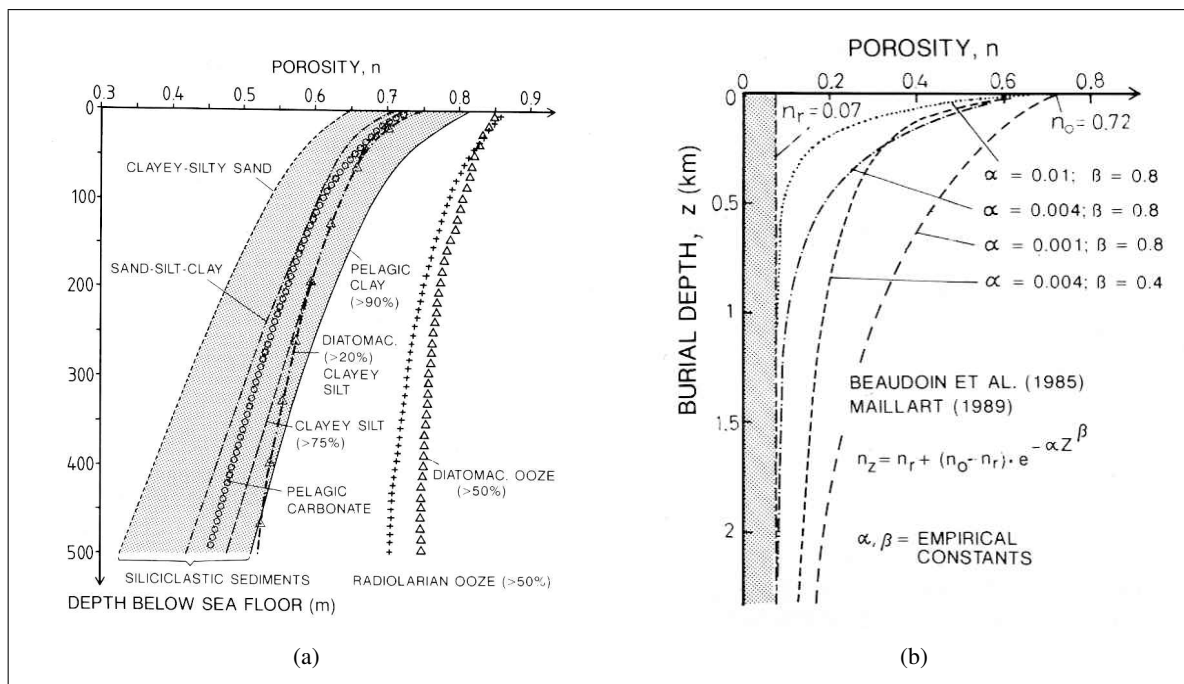 POROSITY, n
0.3 0.4 0.5 0.6 0.7 0.8 0.9
0
100
200
300
400
500
CLAYEY-SILTY SAND
SAND-SILT-CLAY
PELAGIC
CLAY
(>90%)
DIATOMAC.
(>20%)
CLAYEY
SILT
CLAYEY SILT
(>75%)
PELAGIC
CARBONATE
DIATOMAC. OOZE
(>50%)
SILICICLASTIC SEDIMENTS
RADIOLARIAN OOZE (>50%)
DEPTH BELOW SEA FLOOR (m)
(a)
POROSITY, n
0 0.2 0.4 0.6 0.8
0
0.5
1
1.5
2
BURIAL DEPTH, z (km)
nᵣ = 0.07
n₀ = 0.72
α = 0.01; β = 0.8
α = 0.004; β = 0.8
α = 0.001; β = 0.8
α = 0.004; β = 0.4
BEAUDOIN ET AL. (1985)
MAILLART (1989)
n_z = nᵣ + (n₀-nᵣ) · e^-αZ^β
α, β = EMPIRICAL
CONSTANTS
(b)